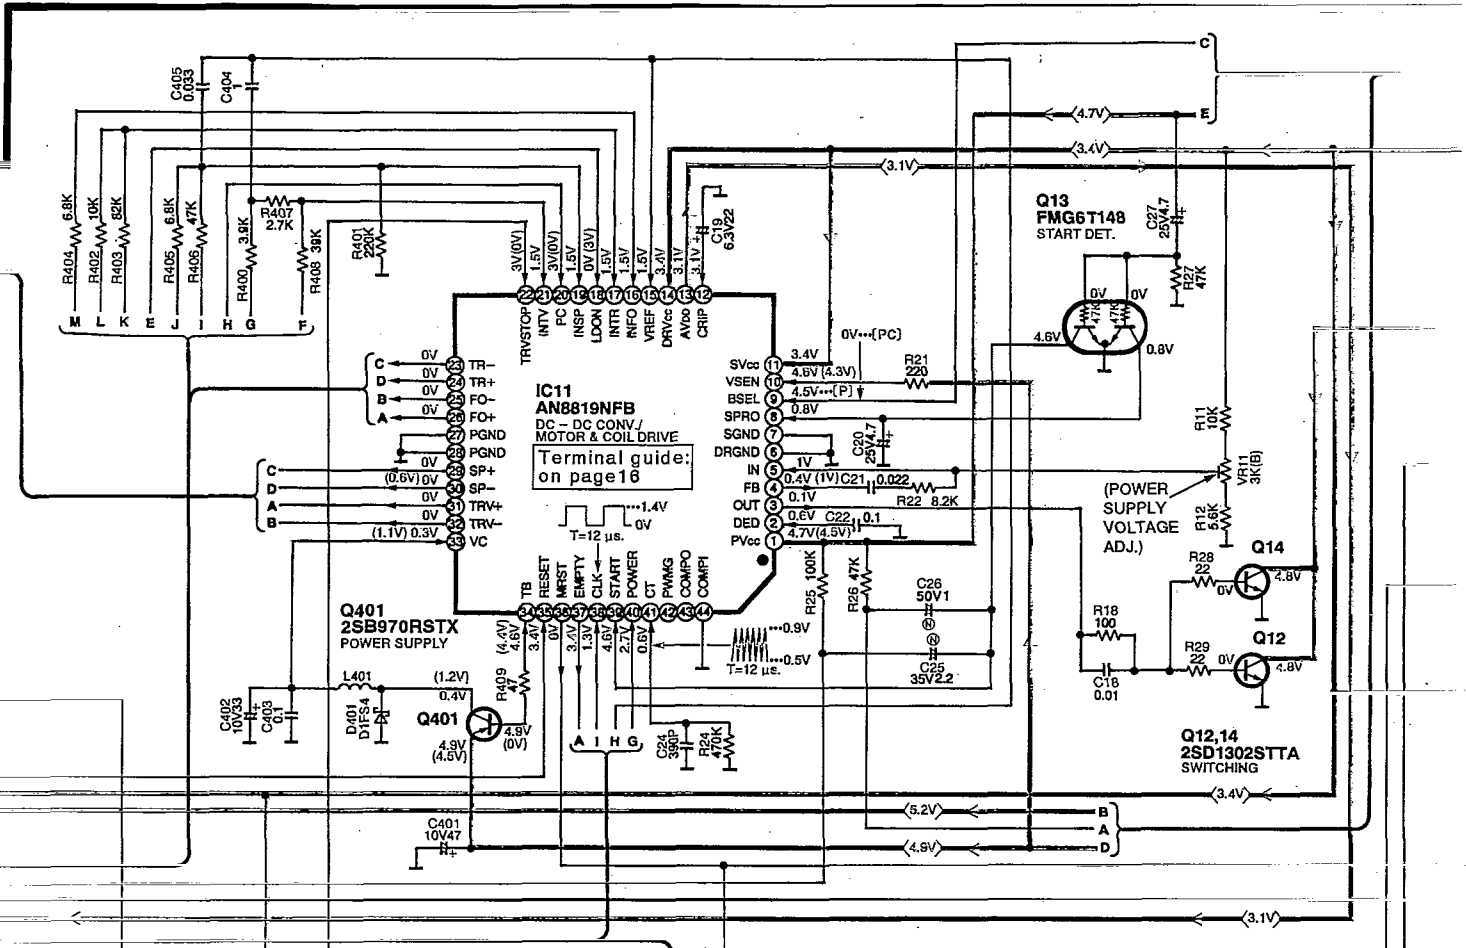 C
C405 0.033
C404 1
E
(4.7V)
(3.4V)
(3.1V)
Q13
FMG6T148
START DET.
C27 25V4.7
R27 47K
0V 0V
47K 47K
4.6V
0.8V
R404 6.8K
R402 10K
R403 82K
R405 6.8K
R406 47K
R400 3.9K
R407 2.7K
R408 39K
R401 220K
C19 6.3V22
M L K E J I H G F
3V(0V)
1.5V
3V(0V)
1.5V
0V (3V)
1.5V
1.5V
1.5V
3.4V
3.1V
3.1V
22 21 20 19 18 17 16 15 14 13 12
TRVSTOP
INTV
PC
INSP
LDON
INTR
INFO
VREF
DRVcc
AVDD
CRIP
C 0V 23 TR−
D 0V 24 TR+
B 0V 25 FO−
A 0V 26 FO+
27 PGND
28 PGND
C 0V 29 SP+
D (0.6V) 0V 30 SP−
A 0V 31 TRV+
B 0V 32 TRV−
(1.1V) 0.3V 33 VC
IC11
AN8819NFB
DC – DC CONV./
MOTOR & COIL DRIVE
Terminal guide:
on page16
1.4V
0V
T=12 µs.
0V···[PC]
SVcc 11 3.4V
VSEN 10 4.6V (4.3V)
R21 220
BSEL 9 4.5V···[P]
SPRO 8 0.8V
SGND 7
DRGND 6
IN 5 1V
FB 4 0.4V (1V)
OUT 3 0.1V
DED 2 0.6V
PVcc 1 4.7V(4.5V)
C20 25V4.7
C21 0.022
R22 8.2K
C22 0.1
R11 10K
VR11 3K(B)
R12 5.6K
(POWER
SUPPLY
VOLTAGE
ADJ.)
TB
RESET
MRST
EMPTY
CLK
START
POWER
CT
PWMG
COMPO
COMPI
34 35 36 37 38 39 40 41 42 43 44
(4.4V) 4.6V
3.4V
0V
3.4V
1.3V
4.6V
2.7V
0.6V
0.9V
0.5V
T=12 µs.
R25 100K
R26 47K
C26
50V1
N
N
C25
35V2.2
R18
100
C18
0.01
R28
22
R29
22
Q14
0V
4.8V
Q12
0V
4.8V
Q12,14
2SD1302STTA
SWITCHING
Q401
2SB970RSTX
POWER SUPPLY
L401
(1.2V)
0.4V
R409 47
C402 10V33
C403 0.1
D401 D1FS4
Q401
4.9V
(0V)
4.9V
(4.5V)
A I H G
C24 390P
R24 470K
C401
10V47
(3.4V)
(5.2V)
B
A
(4.9V)
D
(3.1V)